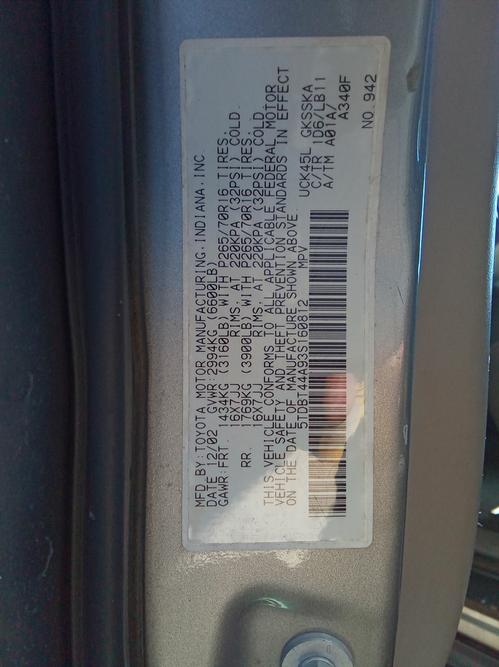 MFD BY:TOYOTA MOTOR MANUFACTURING.INDIANA.INC
DATE 12/02 GVWR:2994KG (6600LB)
GAWR:FRT. 1434KG (3160LB) WITH P265/70R16 TIRES,
16X7JJ RIMS, AT 220KPA (32PSI) COLD
RR 1769KG (3900LB) WITH P265/70R16 TIRES,
16X7JJ RIMS, AT 220KPA (32PSI) COLD
THIS VEHICLE CONFORMS TO ALL APPLICABLE FEDERAL MOTOR
VEHICLE SAFETY AND THEFT PREVENTION STANDARDS IN EFFECT
ON THE DATE OF MANUFACTURE SHOWN ABOVE.
5TDBT44A93S160812 MPV
UCK45L GKSSKA
C/TR 1D6/LB11
A/TM A01A/
A340F
NO.942